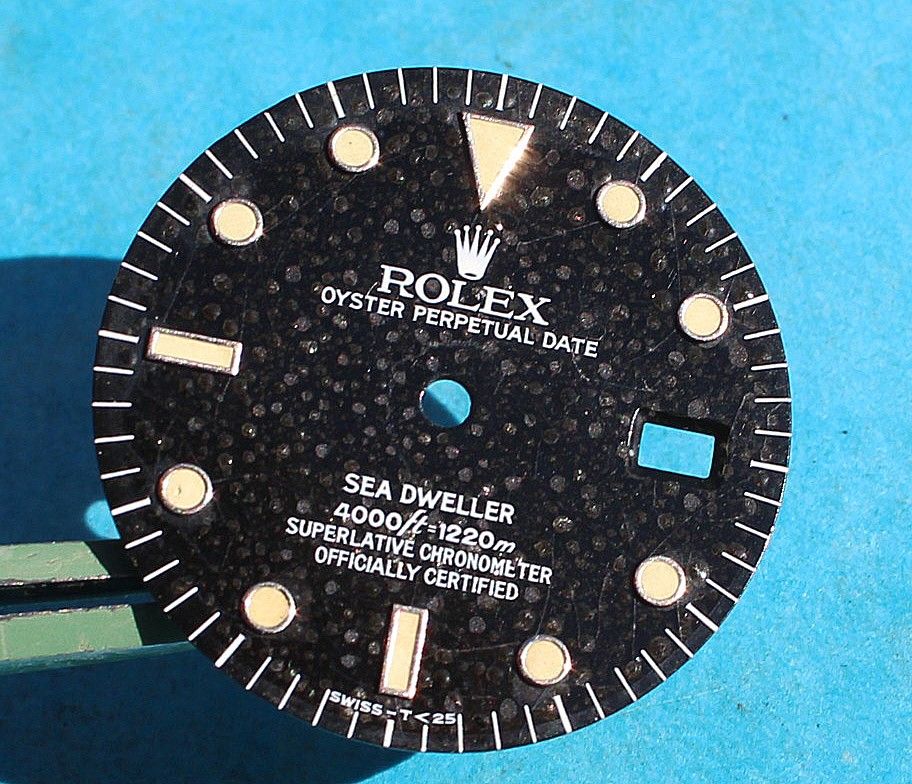 ROLEX
OYSTER PERPETUAL DATE
SEA DWELLER
4000ft=1220m
SUPERLATIVE CHRONOMETER
OFFICIALLY CERTIFIED
SWISS-T<25